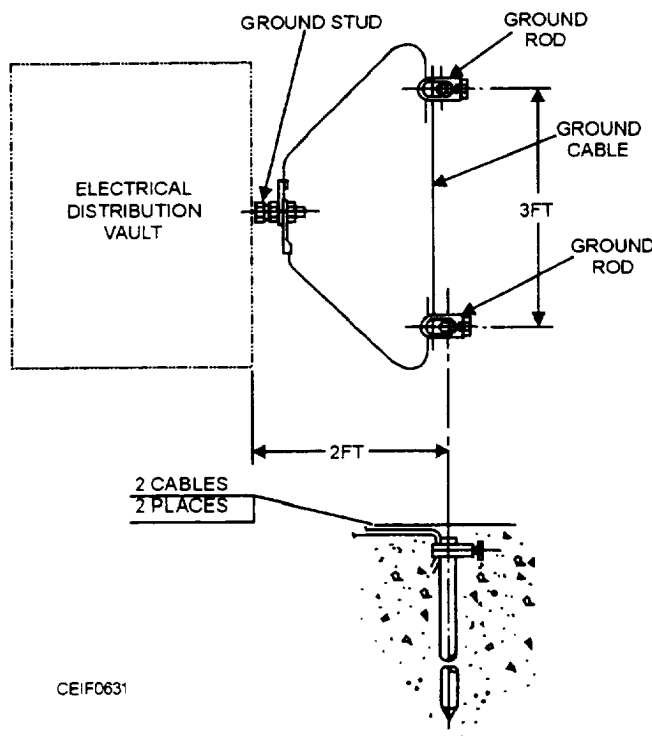 GROUND STUD
GROUND
ROD
GROUND
CABLE
ELECTRICAL
DISTRIBUTION
VAULT
3FT
GROUND
ROD
2FT
2 CABLES
2 PLACES
CEIF0631